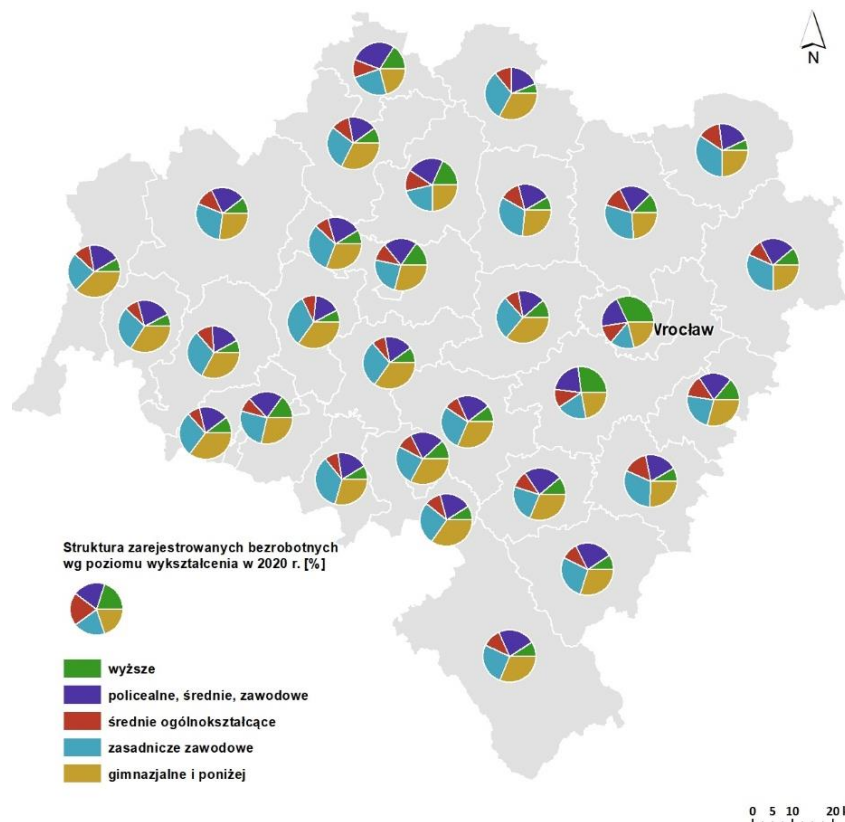 N
Wrocław
Struktura zarejestrowanych bezrobotnych
wg poziomu wykształcenia w 2020 r. [%]
wyższe
policealne, średnie, zawodowe
średnie ogólnokształcące
zasadnicze zawodowe
gimnazjalne i poniżej
0 5 10 20 k